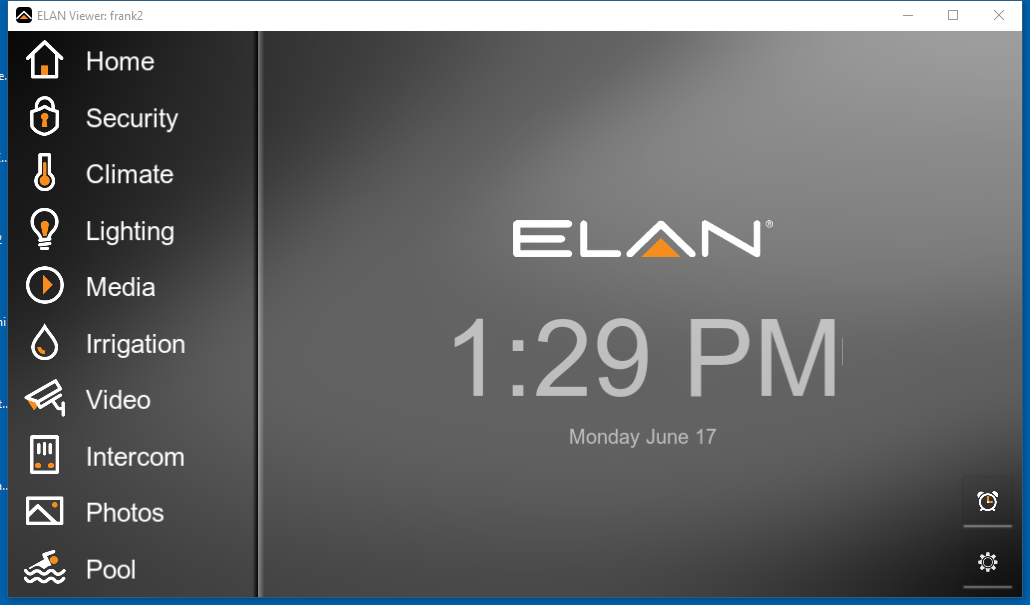 ELAN Viewer: frank2
Home
Security
Climate
Lighting
Media
Irrigation
Video
Intercom
Photos
Pool
ELAN®
1:29 PM
Monday June 17